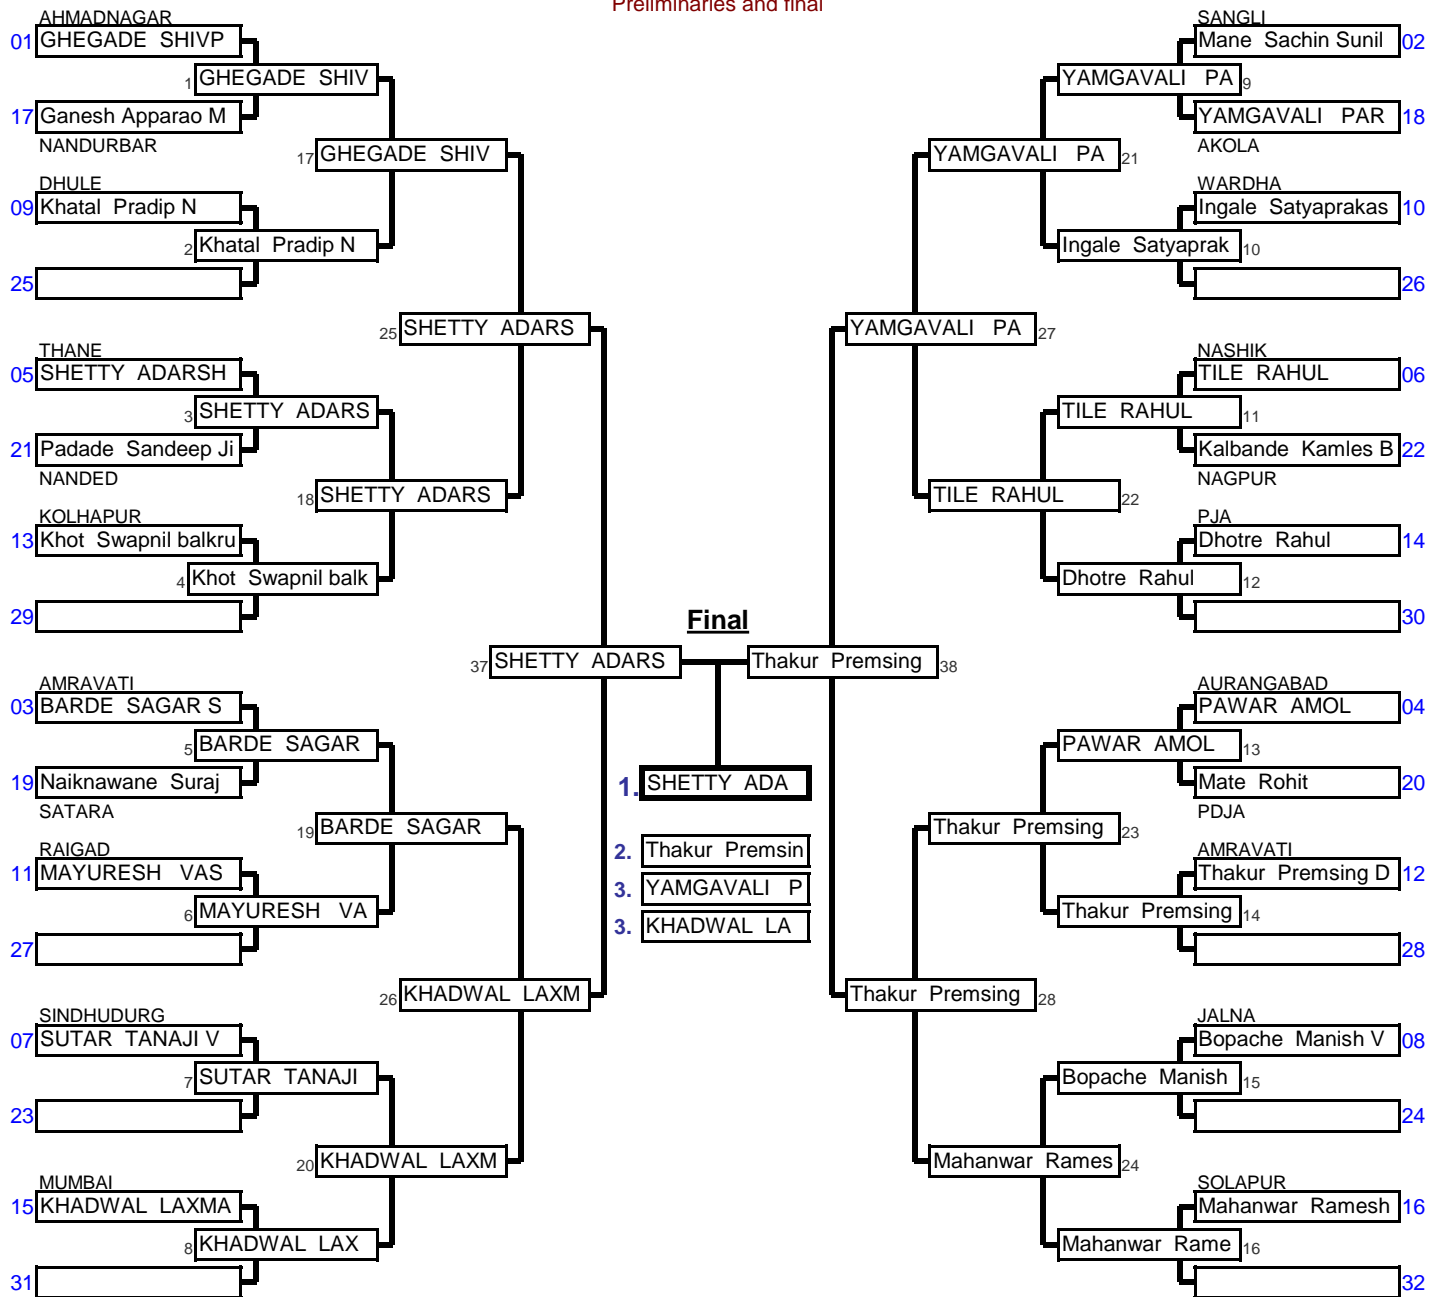 Preliminaries and final
AHMADNAGAR
01 GHEGADE SHIVP
1 GHEGADE SHIV
17 Ganesh Apparao M
NANDURBAR
17 GHEGADE SHIV
DHULE
09 Khatal Pradip N
2 Khatal Pradip N
25
25 SHETTY ADARS
THANE
05 SHETTY ADARSH
3 SHETTY ADARS
21 Padade Sandeep Ji
NANDED
18 SHETTY ADARS
KOLHAPUR
13 Khot Swapnil balkru
4 Khot Swapnil balk
29
37 SHETTY ADARS
AMRAVATI
03 BARDE SAGAR S
5 BARDE SAGAR
19 Naiknawane Suraj
SATARA
19 BARDE SAGAR
RAIGAD
11 MAYURESH VAS
6 MAYURESH VA
27
26 KHADWAL LAXM
SINDHUDURG
07 SUTAR TANAJI V
7 SUTAR TANAJI
23
20 KHADWAL LAXM
MUMBAI
15 KHADWAL LAXMA
8 KHADWAL LAX
31
Final
1. SHETTY ADA
2. Thakur Premsin
3. YAMGAVALI P
3. KHADWAL LA
SANGLI
Mane Sachin Sunil 02
YAMGAVALI PA 9
YAMGAVALI PAR 18
AKOLA
YAMGAVALI PA 21
WARDHA
Ingale Satyaprakas 10
Ingale Satyaprak 10
26
YAMGAVALI PA 27
NASHIK
TILE RAHUL 06
TILE RAHUL 11
Kalbande Kamles B 22
NAGPUR
TILE RAHUL 22
PJA
Dhotre Rahul 14
Dhotre Rahul 12
30
Thakur Premsing 38
AURANGABAD
PAWAR AMOL 04
PAWAR AMOL 13
Mate Rohit 20
PDJA
Thakur Premsing 23
AMRAVATI
Thakur Premsing D 12
Thakur Premsing 14
28
Thakur Premsing 28
JALNA
Bopache Manish V 08
Bopache Manish 15
24
Mahanwar Rames 24
SOLAPUR
Mahanwar Ramesh 16
Mahanwar Rame 16
32